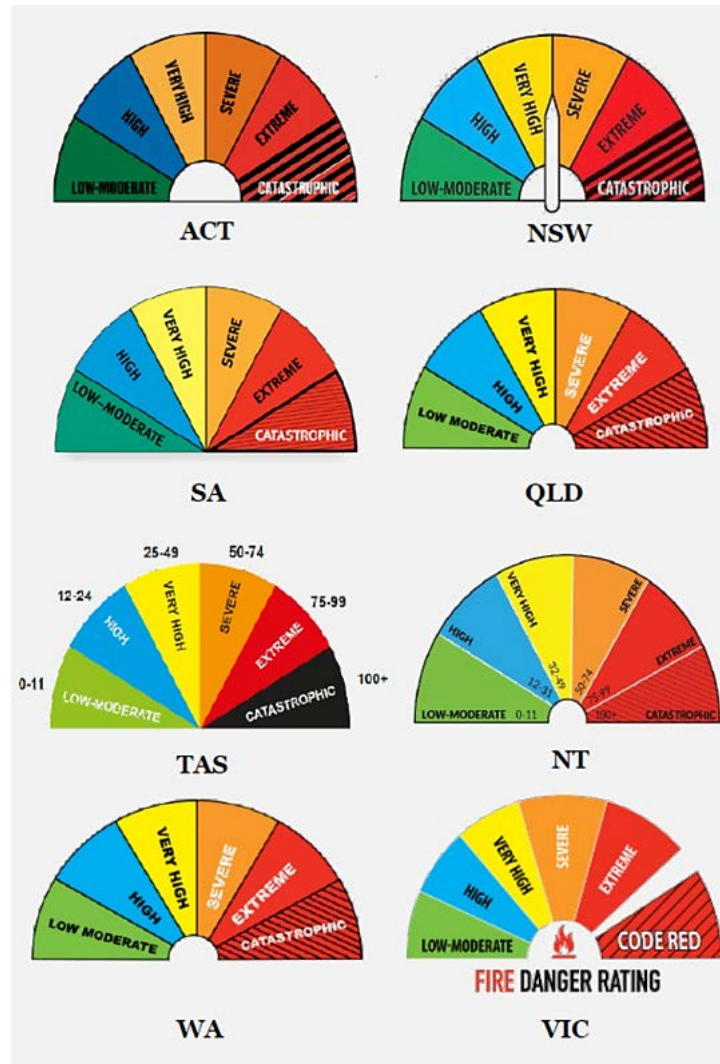 LOW-MODERATE
HIGH
VERY HIGH
SEVERE
EXTREME
CATASTROPHIC
ACT
LOW-MODERATE
HIGH
VERY HIGH
SEVERE
EXTREME
CATASTROPHIC
NSW
LOW-MODERATE
HIGH
VERY HIGH
SEVERE
EXTREME
CATASTROPHIC
SA
LOW MODERATE
HIGH
VERY HIGH
SEVERE
EXTREME
CATASTROPHIC
QLD
0-11
12-24
25-49
50-74
75-99
100+
LOW-MODERATE
HIGH
VERY HIGH
SEVERE
EXTREME
CATASTROPHIC
TAS
LOW-MODERATE 0-11
HIGH 12-31
VERY HIGH 32-49
SEVERE 50-74
EXTREME 75-99
CATASTROPHIC 100+
NT
LOW MODERATE
HIGH
VERY HIGH
SEVERE
EXTREME
CATASTROPHIC
WA
LOW-MODERATE
HIGH
VERY HIGH
SEVERE
EXTREME
CODE RED
FIRE DANGER RATING
VIC